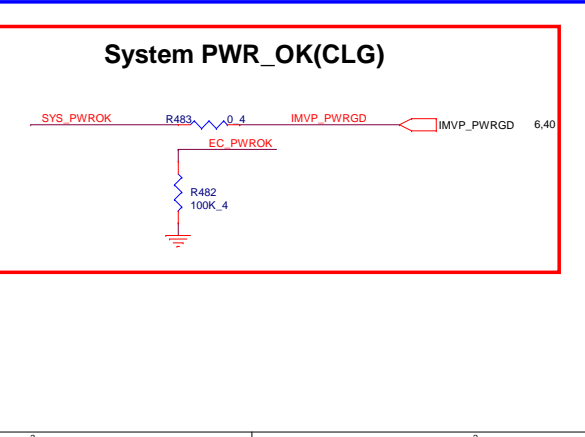 System PWR_OK(CLG)
SYS_PWROK R483 0_4 IMVP_PWRGD IMVP_PWRGD 6,40
EC_PWROK
R482
100K_4